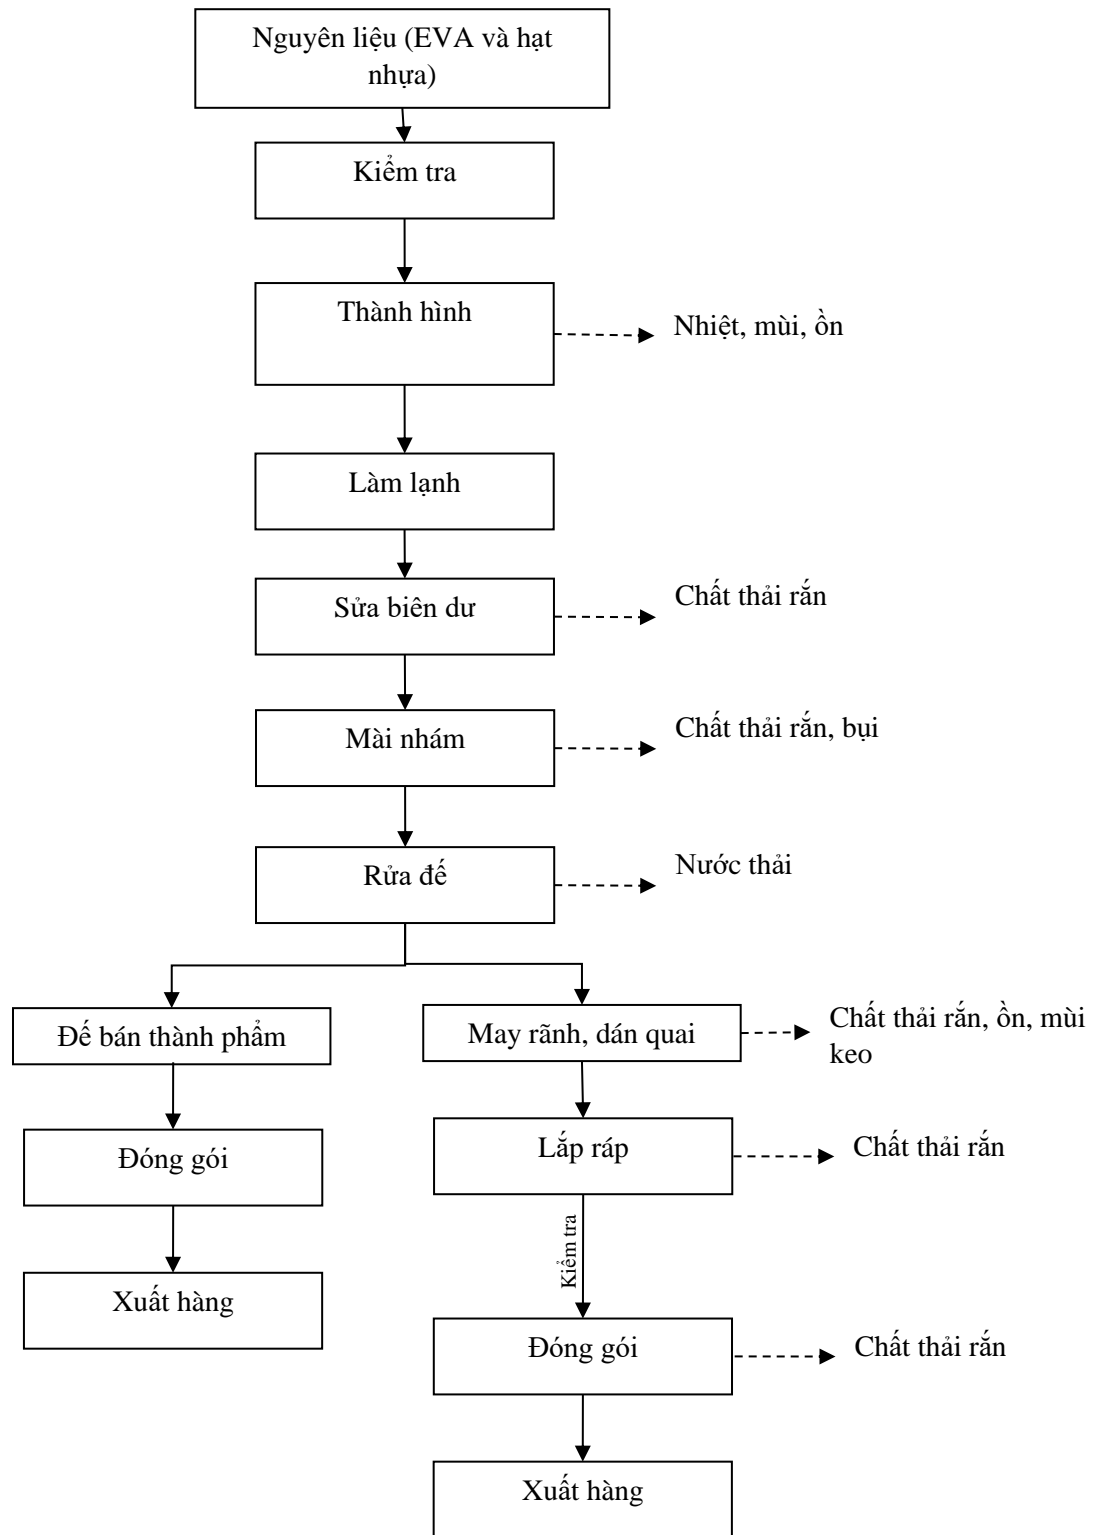 Nguyên liệu (EVA và hạt
nhựa)
Kiểm tra
Thành hình
Nhiệt, mùi, ồn
Làm lạnh
Sửa biên dư
Chất thải rắn
Mài nhám
Chất thải rắn, bụi
Rửa đế
Nước thải
Đế bán thành phẩm
May rãnh, dán quai
Chất thải rắn, ồn, mùi
keo
Đóng gói
Lắp ráp
Chất thải rắn
Kiểm tra
Xuất hàng
Đóng gói
Chất thải rắn
Xuất hàng